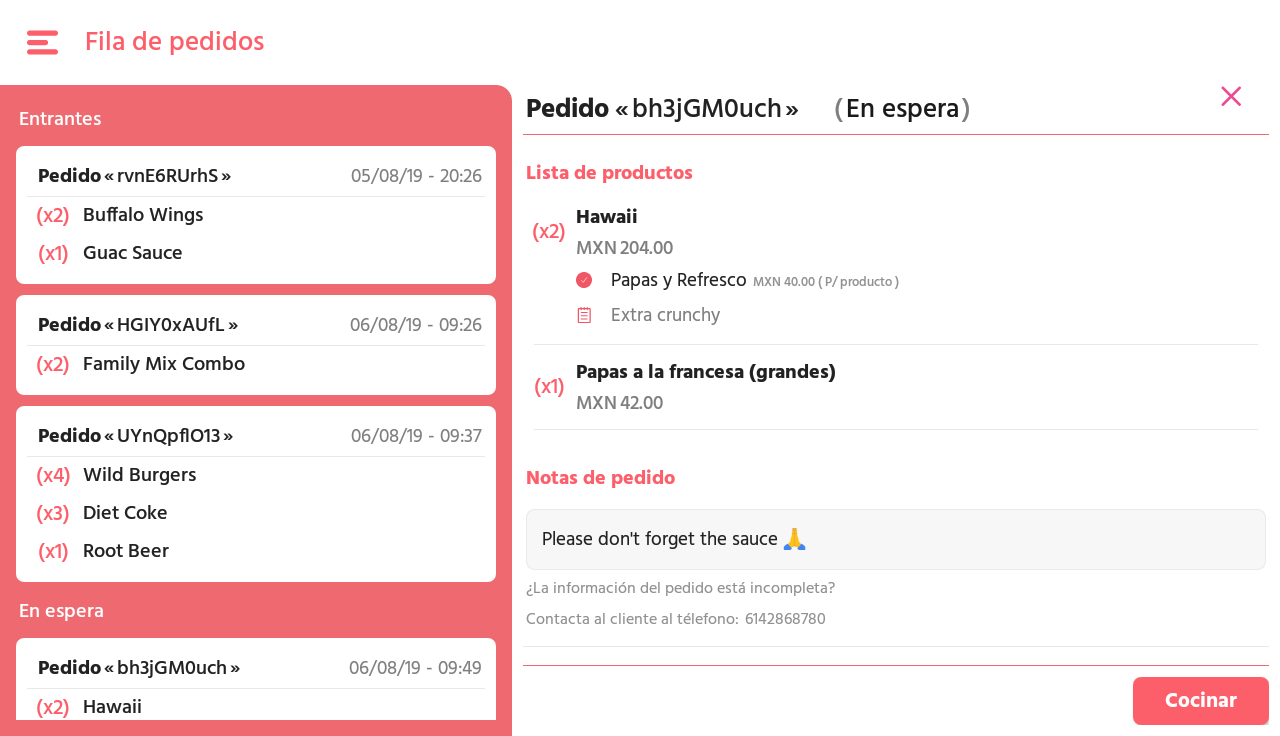 Fila de pedidos
Entrantes
Pedido «rvnE6RUrhS» 05/08/19 - 20:26
(x2) Buffalo Wings
(x1) Guac Sauce
Pedido «HGIY0xAUfL» 06/08/19 - 09:26
(x2) Family Mix Combo
Pedido «UYnQpflO13» 06/08/19 - 09:37
(x4) Wild Burgers
(x3) Diet Coke
(x1) Root Beer
En espera
Pedido «bh3jGM0uch» 06/08/19 - 09:49
(x2) Hawaii
Pedido «bh3jGM0uch» (En espera)
Lista de productos
(x2) Hawaii
MXN 204.00
Papas y Refresco MXN 40.00 ( P/ producto )
Extra crunchy
(x1) Papas a la francesa (grandes)
MXN 42.00
Notas de pedido
Please don't forget the sauce 🙏
¿La información del pedido está incompleta?
Contacta al cliente al télefono: 6142868780
Cocinar